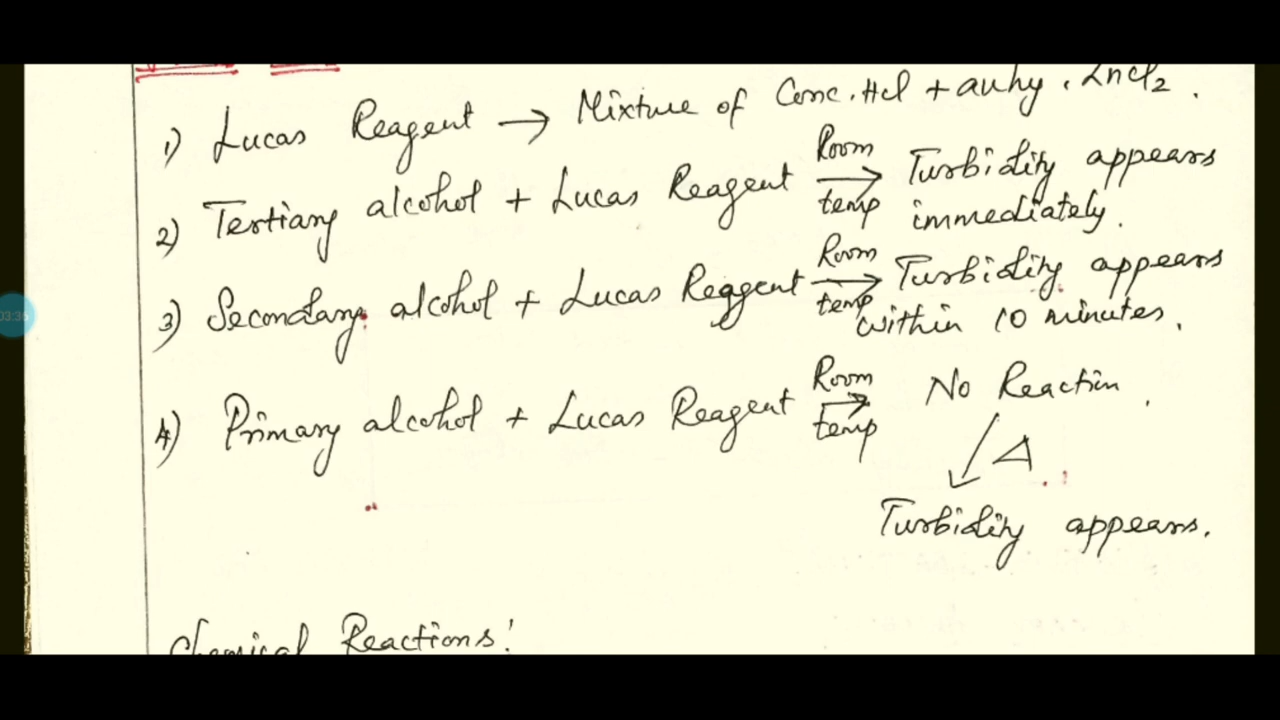 1) Lucas Reagent → Mixture of Conc. HCl + anhy. ZnCl2.
2) Tertiary alcohol + Lucas Reagent Room temp → Turbidity appears
immediately.
3) Secondary alcohol + Lucas Reagent Room temp → Turbidity appears
within 10 minutes.
4) Primary alcohol + Lucas Reagent Room temp → No Reaction.
↓ Δ
Turbidity appears.
Chemical Reactions:
03:36